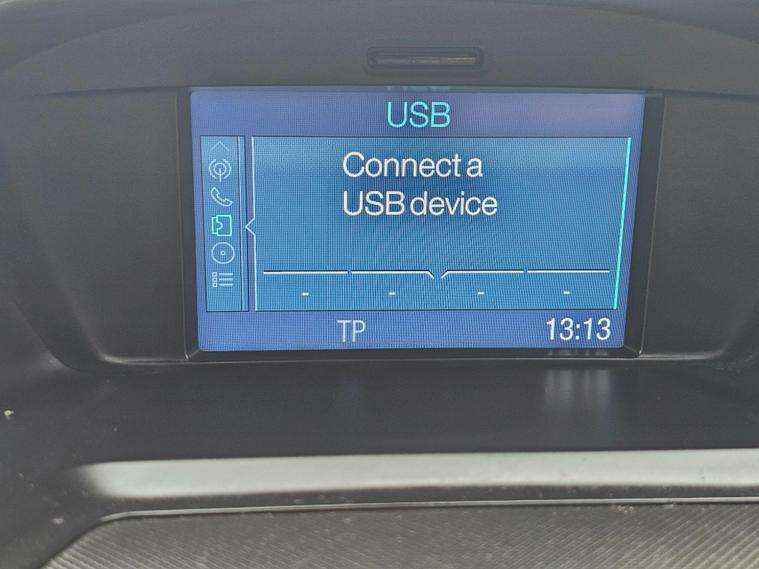 USB
Connect a
USB device
- - - -
TP 13:13